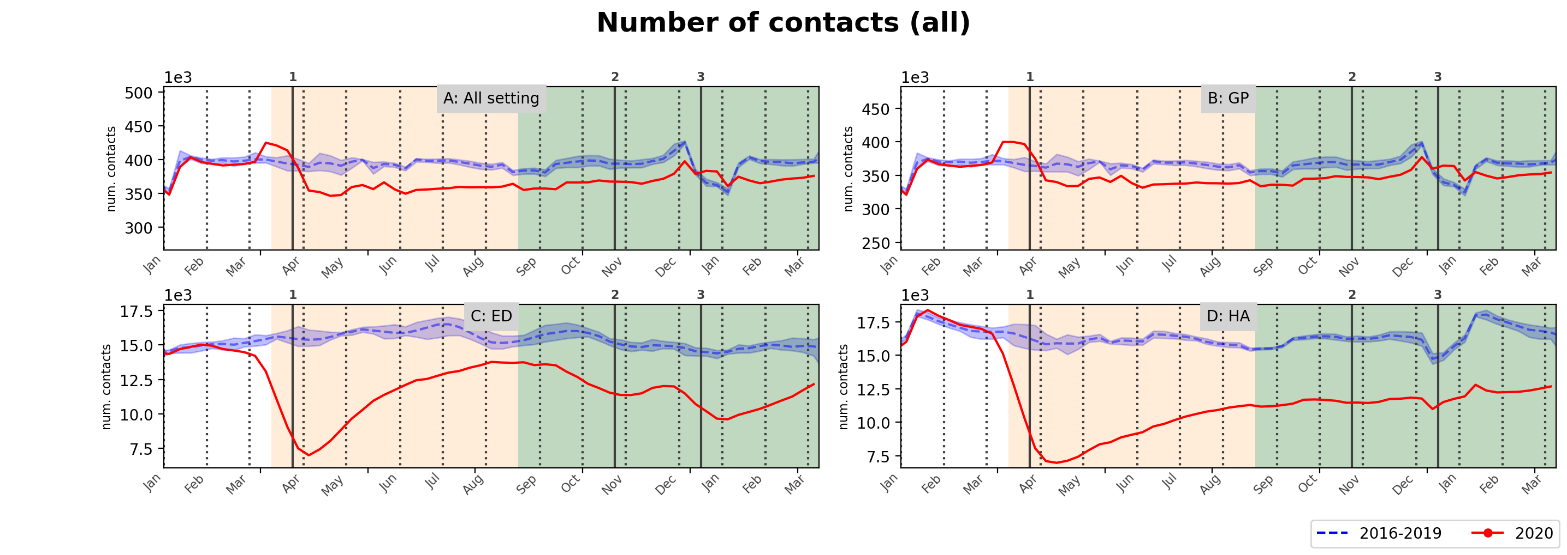 Number of contacts (all)
1e3 1 2 3
A: All setting
500
450
400
350
300
num. contacts
Jan Feb Mar Apr May Jun Jul Aug Sep Oct Nov Dec Jan Feb Mar
1e3 1 2 3
B: GP
450
400
350
300
250
num. contacts
Jan Feb Mar Apr May Jun Jul Aug Sep Oct Nov Dec Jan Feb Mar
1e3 1 2 3
C: ED
17.5
15.0
12.5
10.0
7.5
num. contacts
Jan Feb Mar Apr May Jun Jul Aug Sep Oct Nov Dec Jan Feb Mar
1e3 1 2 3
D: HA
17.5
15.0
12.5
10.0
7.5
num. contacts
Jan Feb Mar Apr May Jun Jul Aug Sep Oct Nov Dec Jan Feb Mar
2016-2019 2020